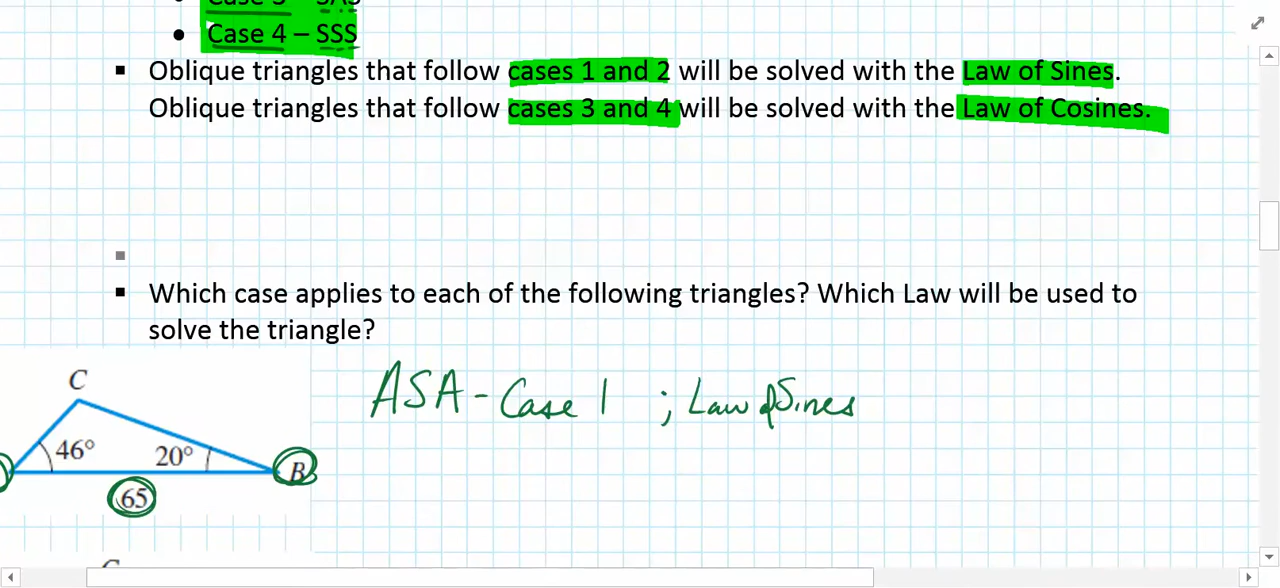 Case 3 – SAS
Case 4 – SSS
Oblique triangles that follow cases 1 and 2 will be solved with the Law of Sines.
Oblique triangles that follow cases 3 and 4 will be solved with the Law of Cosines.
Which case applies to each of the following triangles? Which Law will be used to
solve the triangle?
C
ASA - Case 1 ; Law of Sines
46° 20°
B
65
C